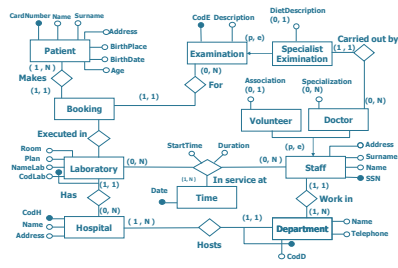 CardNumber Name Surname
CodE Description
DietDescription
(0, 1)
Address
BirthPlace
BirthDate
Age
Patient
Examination
(p, e)
Specialist
Eximination
Carried out by
(1, 1)
(1, N)
Makes
(1, 1)
(0, N)
For
Association
(0, 1)
Specialization
(0, N)
Booking
(1, 1)
Volunteer
Doctor
(0, N)
Executed in
(p, e)
Room
Plan
NameLab
CodLab
Laboratory
(0, N)
StartTime
Duration
(0, N)
Staff
Address
Surname
Name
SSN
(1, N)
In service at
Has
(1, 1)
Date
Time
(1, 1)
Work in
CodH
Name
Address
(0, N)
Hospital
(1, N)
Hosts
(1, 1)
(1, N)
Department
Name
Telephone
CodD